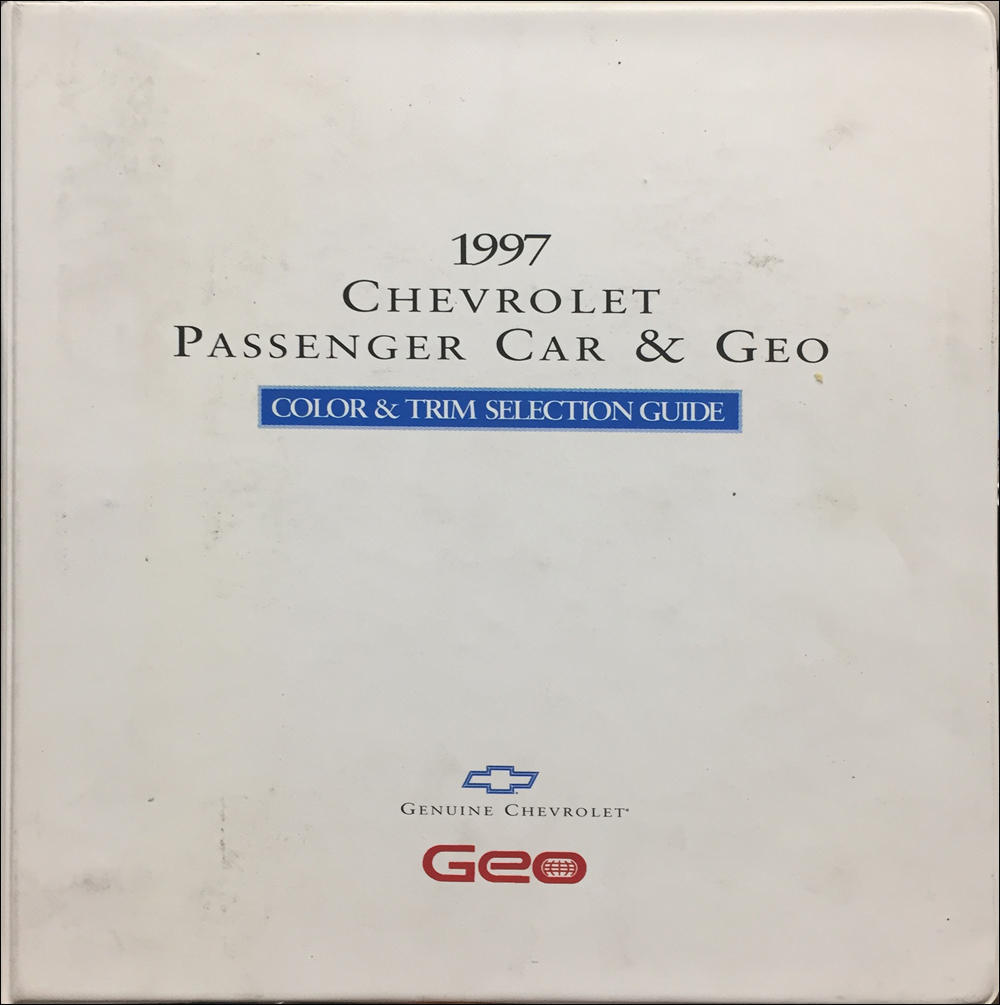 1997
CHEVROLET
PASSENGER CAR & GEO
COLOR & TRIM SELECTION GUIDE
GENUINE CHEVROLET®
Geo